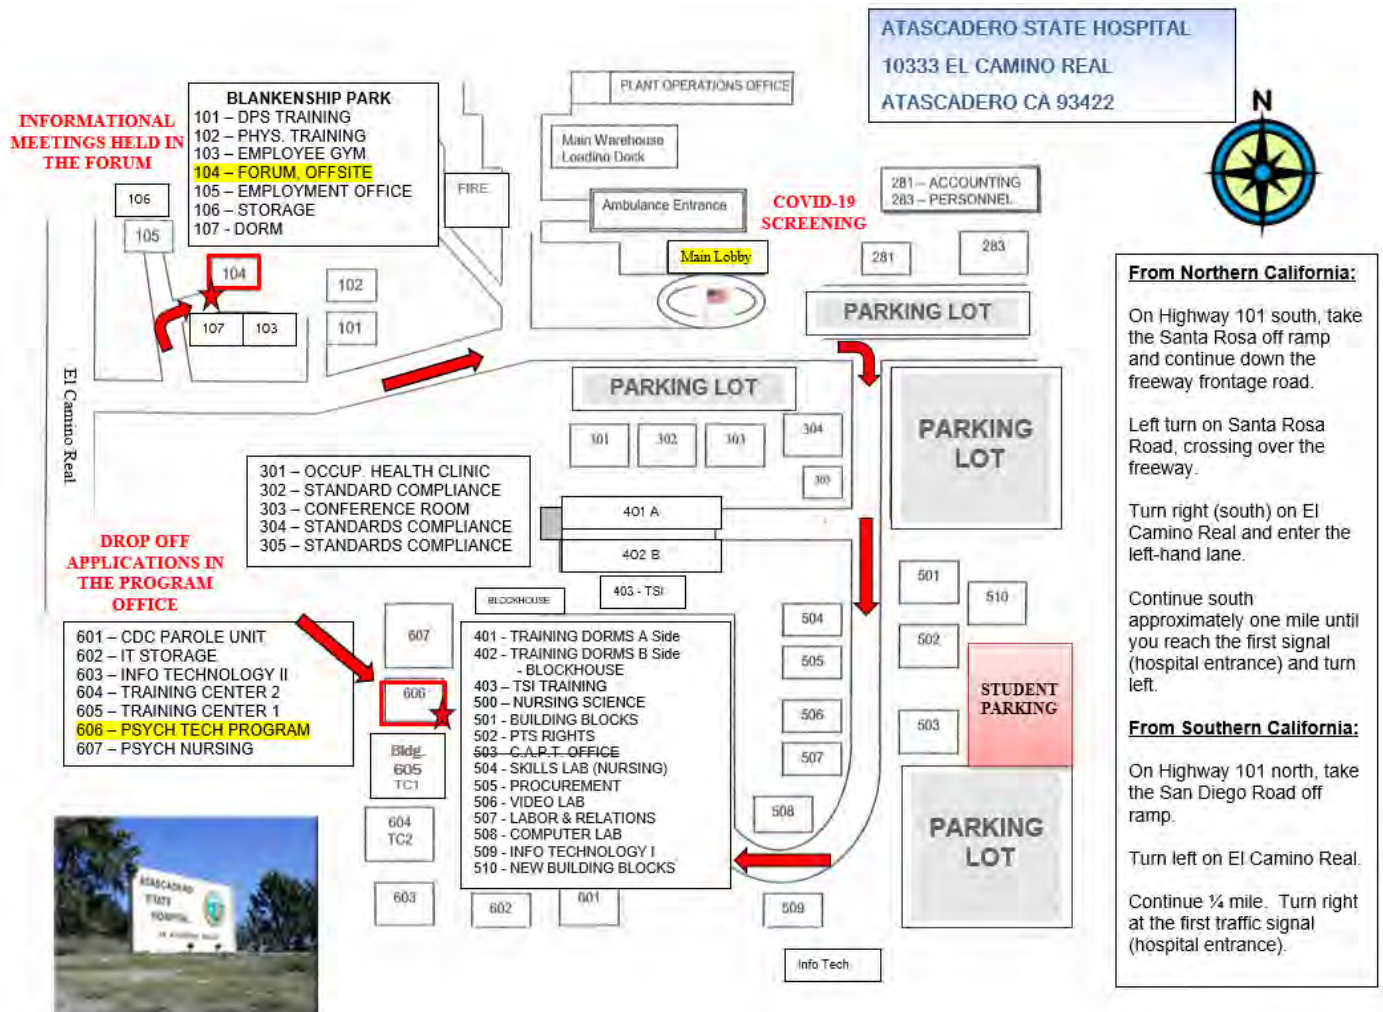 ATASCADERO STATE HOSPITAL
10333 EL CAMINO REAL
ATASCADERO CA 93422
N
PLANT OPERATIONS OFFICE
Main Warehouse
Loading Dock
Ambulance Entrance
FIRE
COVID-19
SCREENING
Main Lobby
281 – ACCOUNTING
283 – PERSONNEL
281
283
PARKING LOT
INFORMATIONAL
MEETINGS HELD IN
THE FORUM
BLANKENSHIP PARK
101 – DPS TRAINING
102 – PHYS. TRAINING
103 – EMPLOYEE GYM
104 – FORUM, OFFSITE
105 – EMPLOYMENT OFFICE
106 – STORAGE
107 - DORM
106
105
104
102
107
103
101
El Camino Real
PARKING LOT
301
302
303
304
305
PARKING
LOT
301 – OCCUP. HEALTH CLINIC
302 – STANDARD COMPLIANCE
303 – CONFERENCE ROOM
304 – STANDARDS COMPLIANCE
305 – STANDARDS COMPLIANCE
401 A
402 B
403 - TSI
BLOCKHOUSE
DROP OFF
APPLICATIONS IN
THE PROGRAM
OFFICE
601 – CDC PAROLE UNIT
602 – IT STORAGE
603 – INFO TECHNOLOGY II
604 – TRAINING CENTER 2
605 – TRAINING CENTER 1
606 – PSYCH TECH PROGRAM
607 – PSYCH NURSING
607
606
Bldg.
605
TC1
604
TC2
603
602
601
401 - TRAINING DORMS A Side
402 - TRAINING DORMS B Side
- BLOCKHOUSE
403 – TSI TRAINING
500 – NURSING SCIENCE
501 - BUILDING BLOCKS
502 - PTS RIGHTS
503 - C.A.P.T. OFFICE
504 - SKILLS LAB (NURSING)
505 - PROCUREMENT
506 - VIDEO LAB
507 - LABOR & RELATIONS
508 - COMPUTER LAB
509 - INFO TECHNOLOGY I
510 - NEW BUILDING BLOCKS
504
505
506
507
508
509
Info Tech
501
510
502
503
STUDENT
PARKING
PARKING
LOT
From Northern California:
On Highway 101 south, take
the Santa Rosa off ramp
and continue down the
freeway frontage road.
Left turn on Santa Rosa
Road, crossing over the
freeway.
Turn right (south) on El
Camino Real and enter the
left-hand lane.
Continue south
approximately one mile until
you reach the first signal
(hospital entrance) and turn
left.
From Southern California:
On Highway 101 north, take
the San Diego Road off
ramp.
Turn left on El Camino Real.
Continue ¼ mile. Turn right
at the first traffic signal
(hospital entrance).
ATASCADERO
STATE
HOSPITAL